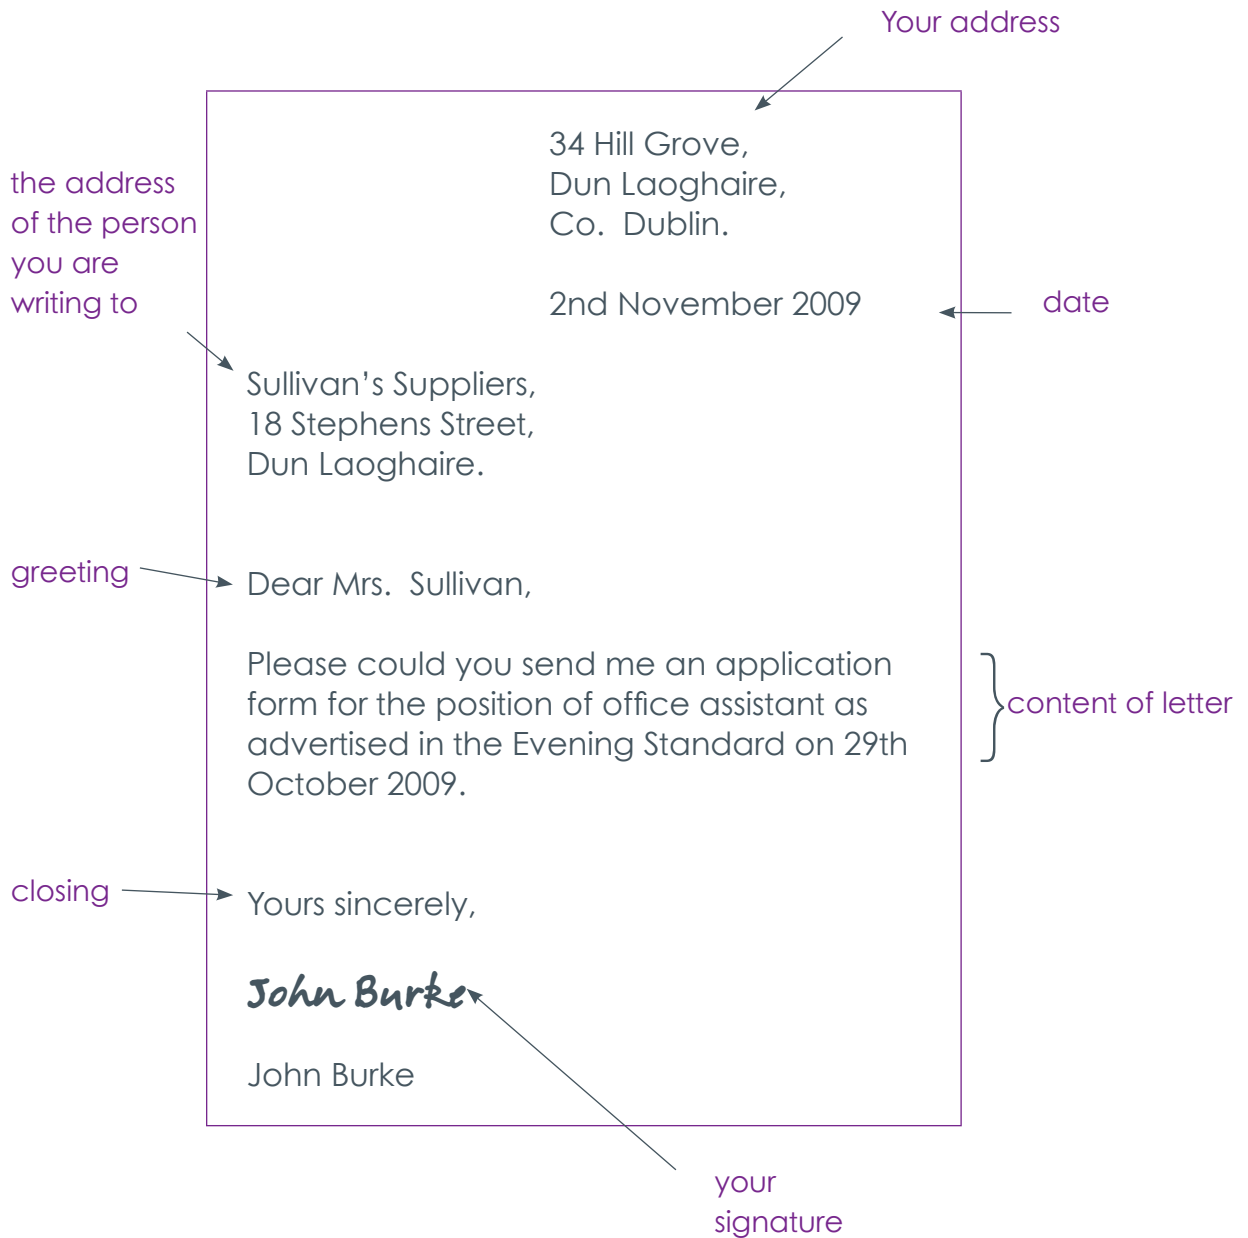 Your address
34 Hill Grove,
Dun Laoghaire,
Co.  Dublin.
the address
of the person
you are
writing to
2nd November 2009
date
Sullivan’s Suppliers,
18 Stephens Street,
Dun Laoghaire.
greeting
Dear Mrs.  Sullivan,
Please could you send me an application
form for the position of office assistant as
advertised in the Evening Standard on 29th
October 2009.
content of letter
closing
Yours sincerely,
John Burke
John Burke
your
signature